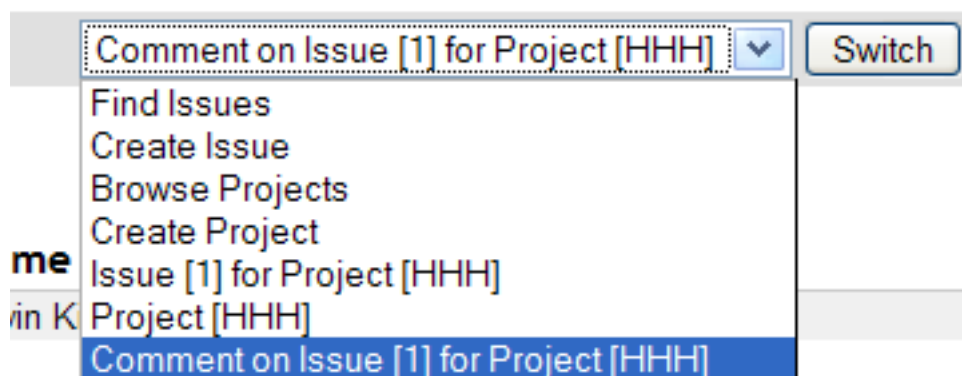 Comment on Issue [1] for Project [HHH] Switch
Find Issues
Create Issue
Browse Projects
Create Project
me
Issue [1] for Project [HHH]
vin K Project [HHH]
Comment on Issue [1] for Project [HHH]